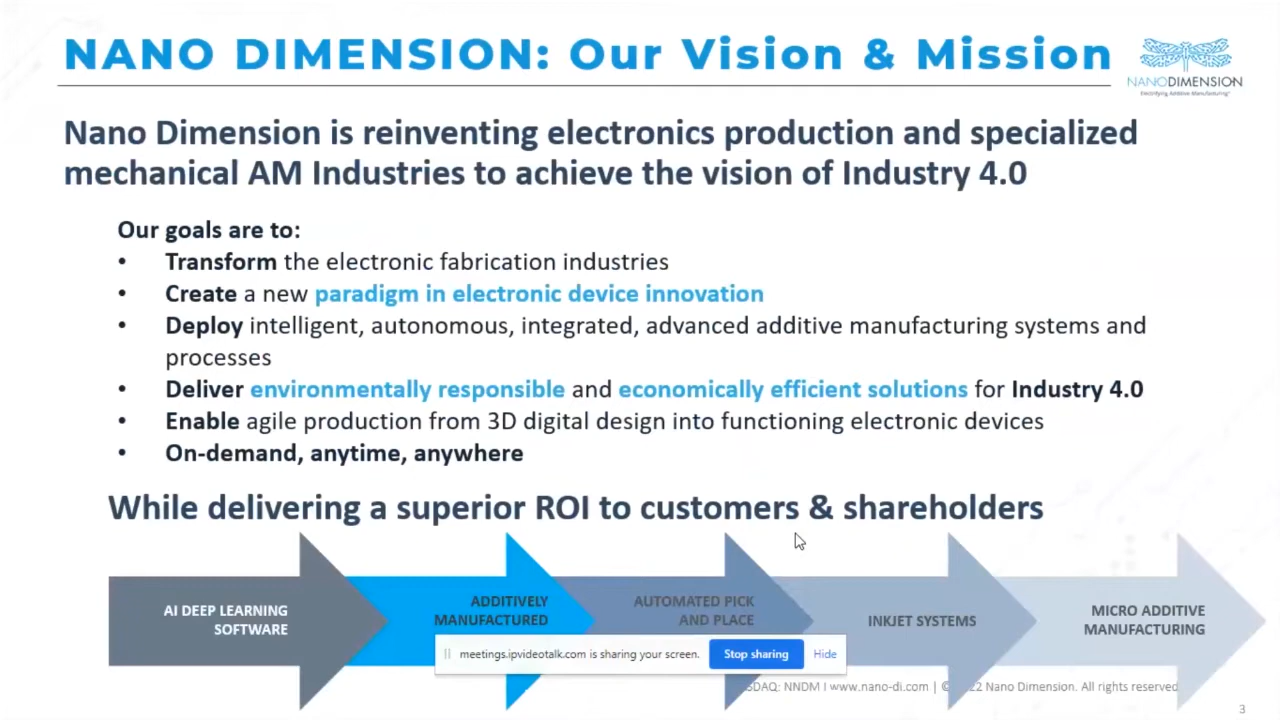 NANO DIMENSION: Our Vision & Mission
NANODIMENSION
Electrifying Additive Manufacturing®
Nano Dimension is reinventing electronics production and specialized
mechanical AM Industries to achieve the vision of Industry 4.0
Our goals are to:
• Transform the electronic fabrication industries
• Create a new paradigm in electronic device innovation
• Deploy intelligent, autonomous, integrated, advanced additive manufacturing systems and
processes
• Deliver environmentally responsible and economically efficient solutions for Industry 4.0
• Enable agile production from 3D digital design into functioning electronic devices
• On-demand, anytime, anywhere
While delivering a superior ROI to customers & shareholders
AI DEEP LEARNING
SOFTWARE
ADDITIVELY
MANUFACTURED
AUTOMATED PICK
AND PLACE
INKJET SYSTEMS
MICRO ADDITIVE
MANUFACTURING
meetings.ipvideotalk.com is sharing your screen.
Stop sharing
Hide
NNDM I www.nano-di.com | Nano Dimension. All rights reserved
3